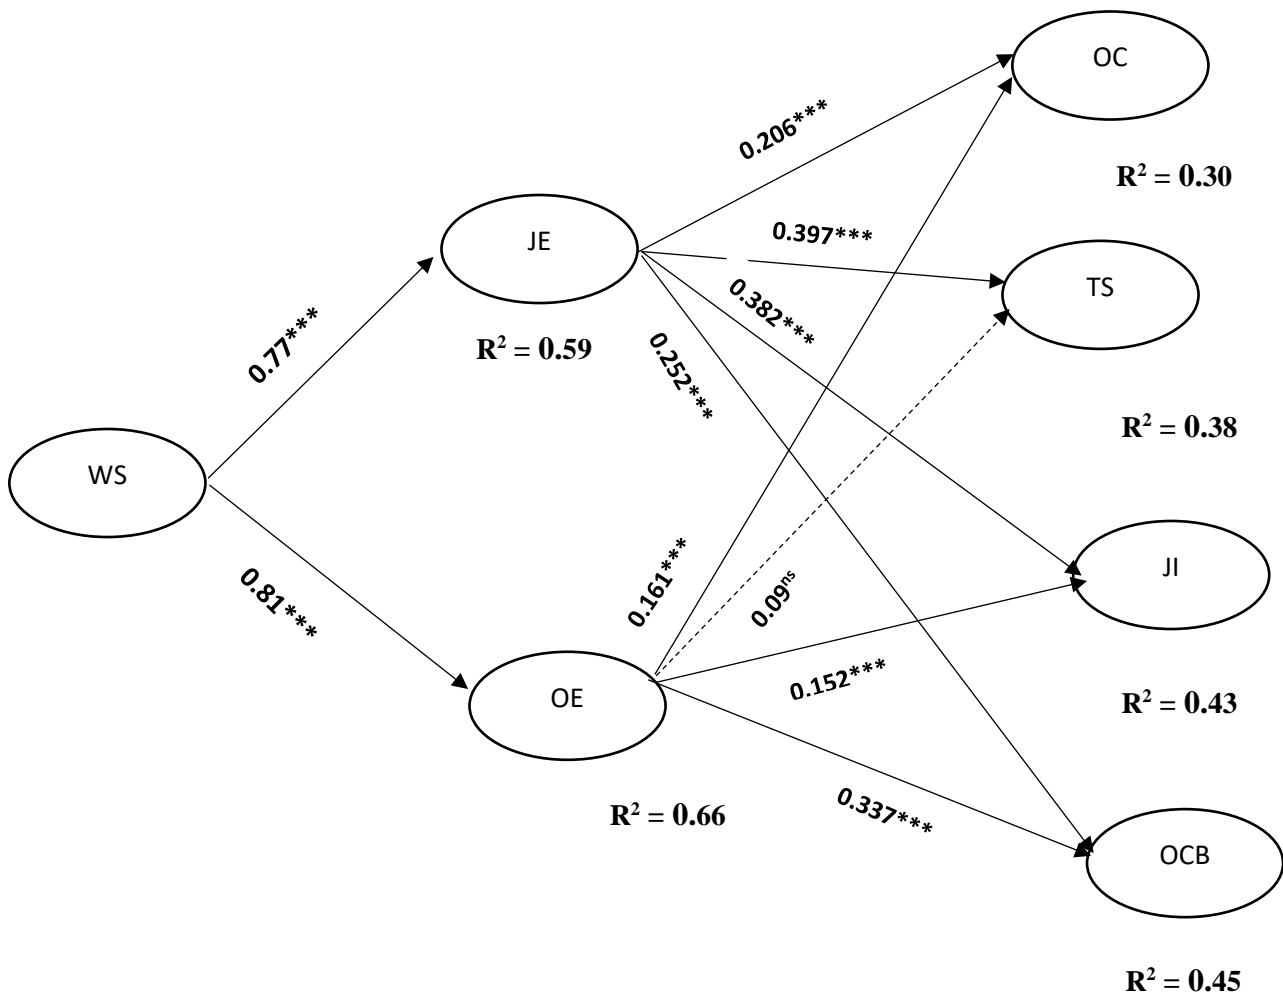 OC
0.206***
R² = 0.30
JE
0.397***
TS
0.382***
R² = 0.59
0.252***
0.77***
R² = 0.38
WS
0.81***
0.161***
0.09ⁿˢ
JI
0.152***
OE
R² = 0.43
R² = 0.66
0.337***
OCB
R² = 0.45